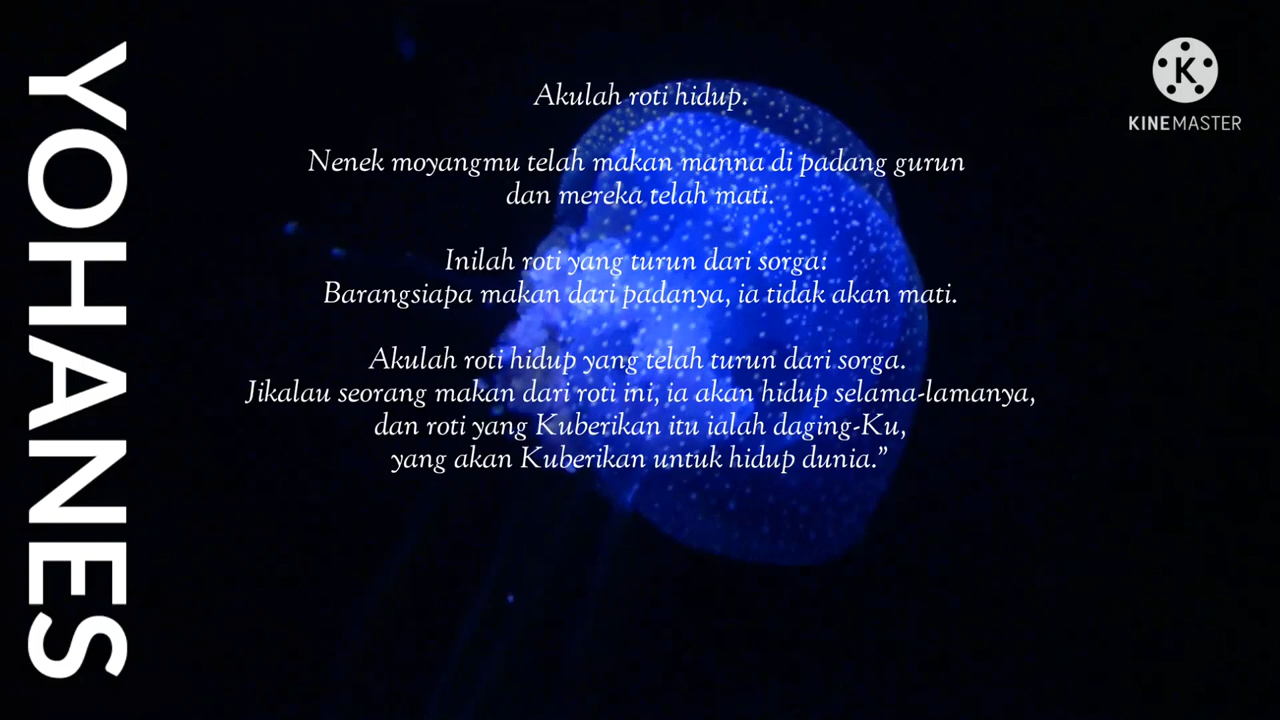 YOHANES
Akulah roti hidup.
Nenek moyangmu telah makan manna di padang gurun
dan mereka telah mati.
Inilah roti yang turun dari sorga:
Barangsiapa makan dari padanya, ia tidak akan mati.
Akulah roti hidup yang telah turun dari sorga.
Jikalau seorang makan dari roti ini, ia akan hidup selama-lamanya,
dan roti yang Kuberikan itu ialah daging-Ku,
yang akan Kuberikan untuk hidup dunia.”
K
KINEMASTER